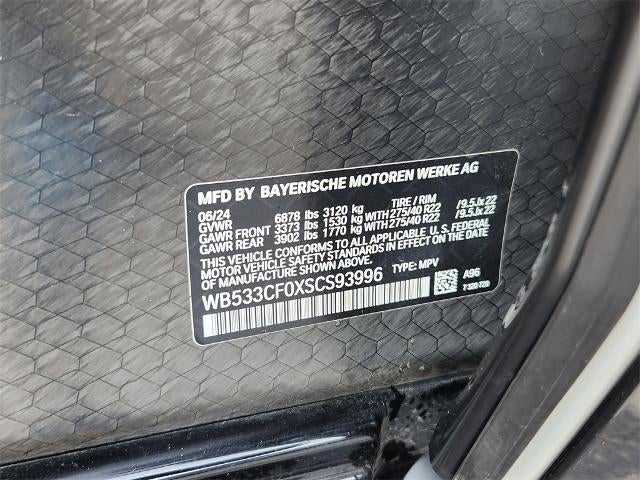 MFD BY BAYERISCHE MOTOREN WERKE AG
06/24 TIRE / RIM
GVWR 6878 lbs 3120 kg
GAWR FRONT 3373 lbs 1530 kg WITH 275/40 R22 /9.5Jx22
GAWR REAR 3902 lbs 1770 kg WITH 275/40 R22 /9.5Jx22
THIS VEHICLE CONFORMS TO ALL APPLICABLE U.S. FEDERAL
MOTOR VEHICLE SAFETY STANDARDS IN EFFECT ON THE DATE
OF MANUFACTURE SHOWN ABOVE.
WB533CF0XSCS93996 TYPE: MPV
A96
7 320 720